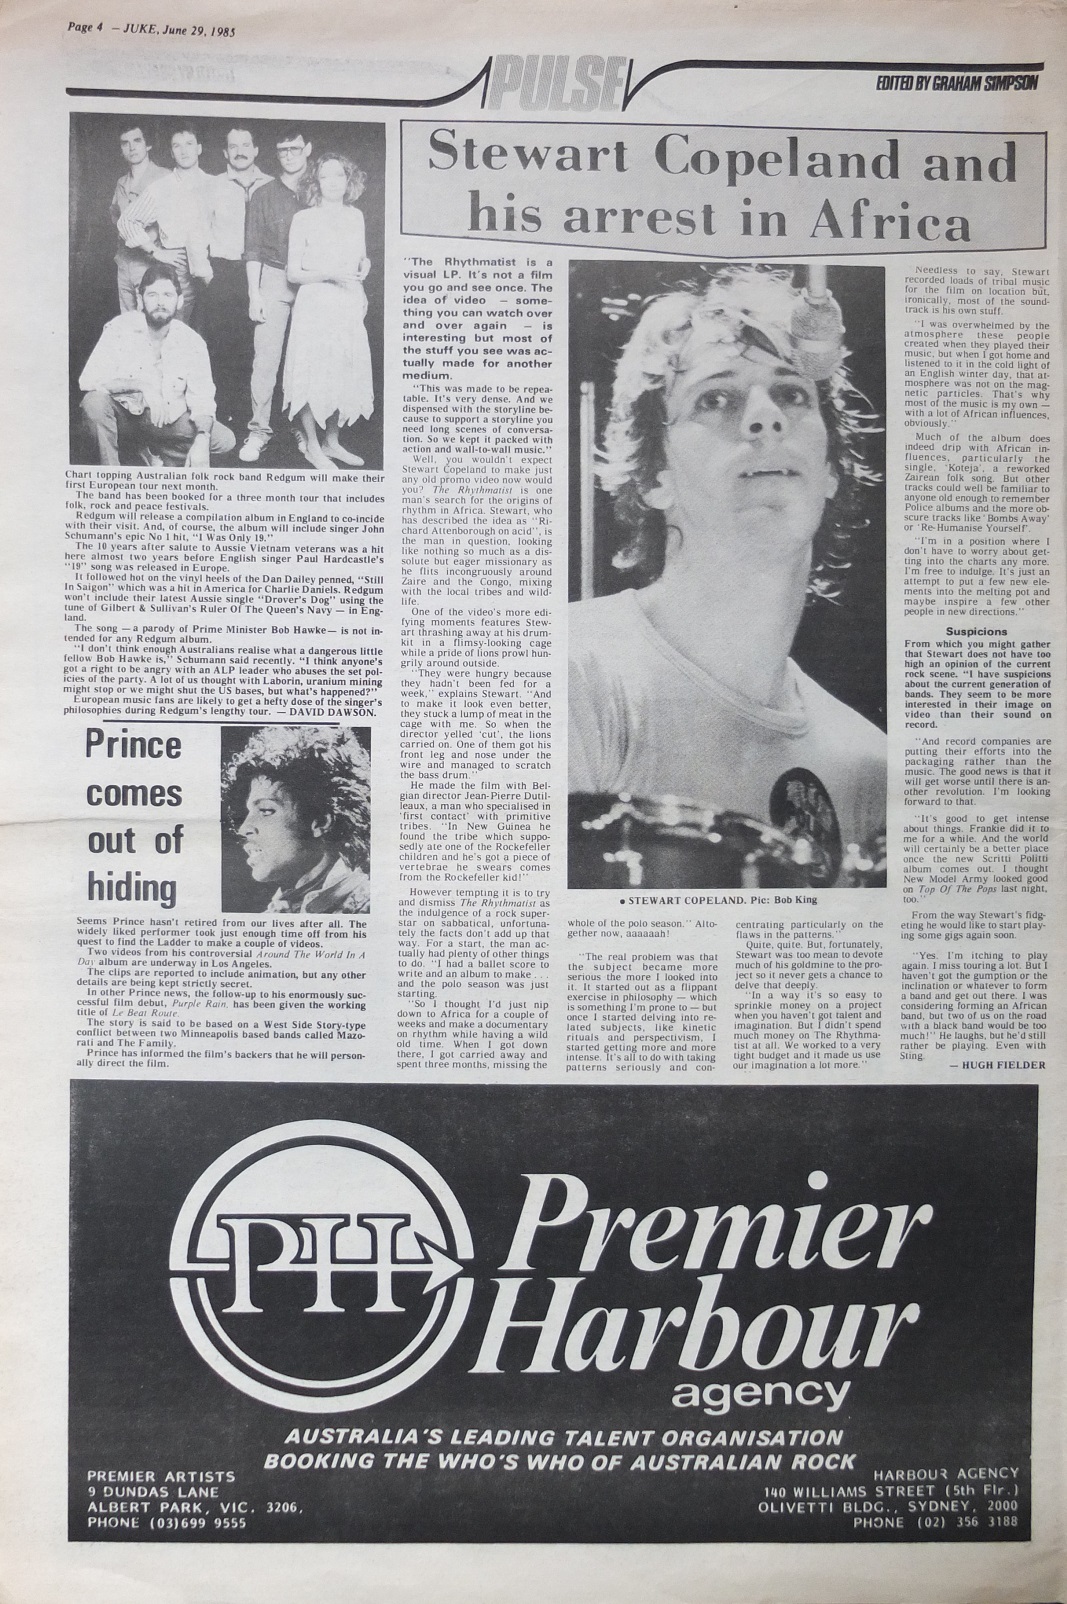 Page 4 — JUKE, June 29, 1985
PULSE
EDITED BY GRAHAM SIMPSON
Chart topping Australian folk rock band Redgum will make their
first European tour next month.
The band has been booked for a three month tour that includes
folk, rock and peace festivals.
Redgum will release a compilation album in England to co-incide
with their visit. And, of course, the album will include singer John
Schumann's epic No 1 hit, "I Was Only 19."
The 10 years after salute to Aussie Vietnam veterans was a hit
here almost two years before English singer Paul Hardcastle's
"19" song was released in Europe.
It followed hot on the vinyl heels of the Dan Dailey penned, "Still
In Saigon" which was a hit in America for Charlie Daniels. Redgum
won't include their latest Aussie single "Drover's Dog" using the
tune of Gilbert & Sullivan's Ruler Of The Queen's Navy — in Eng-
land.
The song — a parody of Prime Minister Bob Hawke— is not in-
tended for any Redgum album.
"I don't think enough Australians realise what a dangerous little
fellow Bob Hawke is," Schumann said recently. "I think anyone's
got a right to be angry with an ALP leader who abuses the set pol-
icies of the party. A lot of us thought with Laborin, uranium mining
might stop or we might shut the US bases, but what's happened?"
European music fans are likely to get a hefty dose of the singer's
philosophies during Redgum's lengthy tour. — DAVID DAWSON.
Prince
comes
out of
hiding
Seems Prince hasn't retired from our lives after all. The
widely liked performer took just enough time off from his
quest to find the Ladder to make a couple of videos.
Two videos from his controversial Around The World In A
Day album are underway in Los Angeles.
The clips are reported to include animation, but any other
details are being kept strictly secret.
In other Prince news, the follow-up to his enormously suc-
cessful film debut, Purple Rain, has been given the working
title of Le Beat Route.
The story is said to be based on a West Side Story-type
conflict between two Minneapolis based bands called Mazo-
rati and The Family.
Prince has informed the film's backers that he will person-
ally direct the film.
Stewart Copeland and
his arrest in Africa
"The Rhythmatist is a
visual LP. It's not a film
you go and see once. The
idea of video — some-
thing you can watch over
and over again — is
interesting but most of
the stuff you see was ac-
tually made for another
medium.
"This was made to be repea-
table. It's very dense. And we
dispensed with the storyline be-
cause to support a storyline you
need long scenes of conversa-
tion. So we kept it packed with
action and wall-to-wall music."
Well, you wouldn't expect
Stewart Copeland to make just
any old promo video now would
you? The Rhythmatist is one
man's search for the origins of
rhythm in Africa. Stewart, who
has described the idea as "Ri-
chard Attenborough on acid", is
the man in question, looking
like nothing so much as a dis-
solute but eager missionary as
he flits incongruously around
Zaire and the Congo, mixing
with the local tribes and wild-
life.
One of the video's more edi-
fying moments features Stew-
art thrashing away at his drum-
kit in a flimsy-looking cage
while a pride of lions prowl hun-
grily around outside.
"They were hungry because
they hadn't been fed for a
week," explains Stewart. "And
to make it look even better,
they stuck a lump of meat in the
cage with me. So when the
director yelled 'cut', the lions
carried on. One of them got his
front leg and nose under the
wire and managed to scratch
the bass drum."
He made the film with Bel-
gian director Jean-Pierre Dutil-
leaux, a man who specialised in
'first contact' with primitive
tribes. "In New Guinea he
found the tribe which suppo-
sedly ate one of the Rockefeller
children and he's got a piece of
vertebrae he swears comes
from the Rockefeller kid!"
However tempting it is to try
and dismiss The Rhythmatist as
the indulgence of a rock super-
star on sabbatical, unfortuna-
tely the facts don't add up that
way. For a start, the man ac-
tually had plenty of other things
to do. "I had a ballet score to
write and an album to make . . .
and the polo season was just
starting.
"So I thought I'd just nip
down to Africa for a couple of
weeks and make a documentary
on rhythm while having a wild
old time. When I got down
there, I got carried away and
spent three months, missing the
• STEWART COPELAND. Pic: Bob King
whole of the polo season." Alto-
gether now, aaaaaah!
"The real problem was that
the subject became more
serious the more I looked into
it. It started out as a flippant
exercise in philosophy — which
is something I'm prone to — but
once I started delving into re-
lated subjects, like kinetic
rituals and perspectivism, I
started getting more and more
intense. It's all to do with taking
patterns seriously and con-
centrating particularly on the
flaws in the patterns."
Quite, quite. But, fortunately,
Stewart was too mean to devote
much of his goldmine to the pro-
ject so it never gets a chance to
delve that deeply.
"In a way it's so easy to
sprinkle money on a project
when you haven't got talent and
imagination. But I didn't spend
much money on The Rhythma-
tist at all. We worked to a very
tight budget and it made us use
our imagination a lot more."
Needless to say, Stewart
recorded loads of tribal music
for the film on location but,
ironically, most of the sound-
track is his own stuff.
"I was overwhelmed by the
atmosphere these people
created when they played their
music, but when I got home and
listened to it in the cold light of
an English winter day, that at-
mosphere was not on the mag-
netic particles. That's why
most of the music is my own —
with a lot of African influences,
obviously."
Much of the album does
indeed drip with African in-
fluences, particularly the
single, 'Koteja', a reworked
Zairean folk song. But other
tracks could well be familiar to
anyone old enough to remember
Police albums and the more ob-
scure tracks like 'Bombs Away'
or 'Re-Humanise Yourself'.
"I'm in a position where I
don't have to worry about get-
ting into the charts any more.
I'm free to indulge. It's just an
attempt to put a few new ele-
ments into the melting pot and
maybe inspire a few other
people in new directions."
Suspicions
From which you might gather
that Stewart does not have too
high an opinion of the current
rock scene. "I have suspicions
about the current generation of
bands. They seem to be more
interested in their image on
video than their sound on
record.
"And record companies are
putting their efforts into the
packaging rather than the
music. The good news is that it
will get worse until there is an-
other revolution. I'm looking
forward to that.
"It's good to get intense
about things. Frankie did it to
me for a while. And the world
will certainly be a better place
once the new Scritti Politti
album comes out. I thought
New Model Army looked good
on Top Of The Pops last night,
too."
From the way Stewart's fidg-
eting he would like to start play-
ing some gigs again soon.
"Yes. I'm itching to play
again. I miss touring a lot. But I
haven't got the gumption or the
inclination or whatever to form
a band and get out there. I was
considering forming an African
band, but two of us on the road
with a black band would be too
much!" He laughs, but he'd still
rather be playing. Even with
Sting.
— HUGH FIELDER
PH
Premier
Harbour
agency
AUSTRALIA'S LEADING TALENT ORGANISATION
BOOKING THE WHO'S WHO OF AUSTRALIAN ROCK
PREMIER ARTISTS
9 DUNDAS LANE
ALBERT PARK, VIC. 3206,
PHONE (03)699 9555
HARBOUR AGENCY
140 WILLIAMS STREET (5th Flr.)
OLIVETTI BLDG., SYDNEY, 2000
PHONE (02) 356 3188